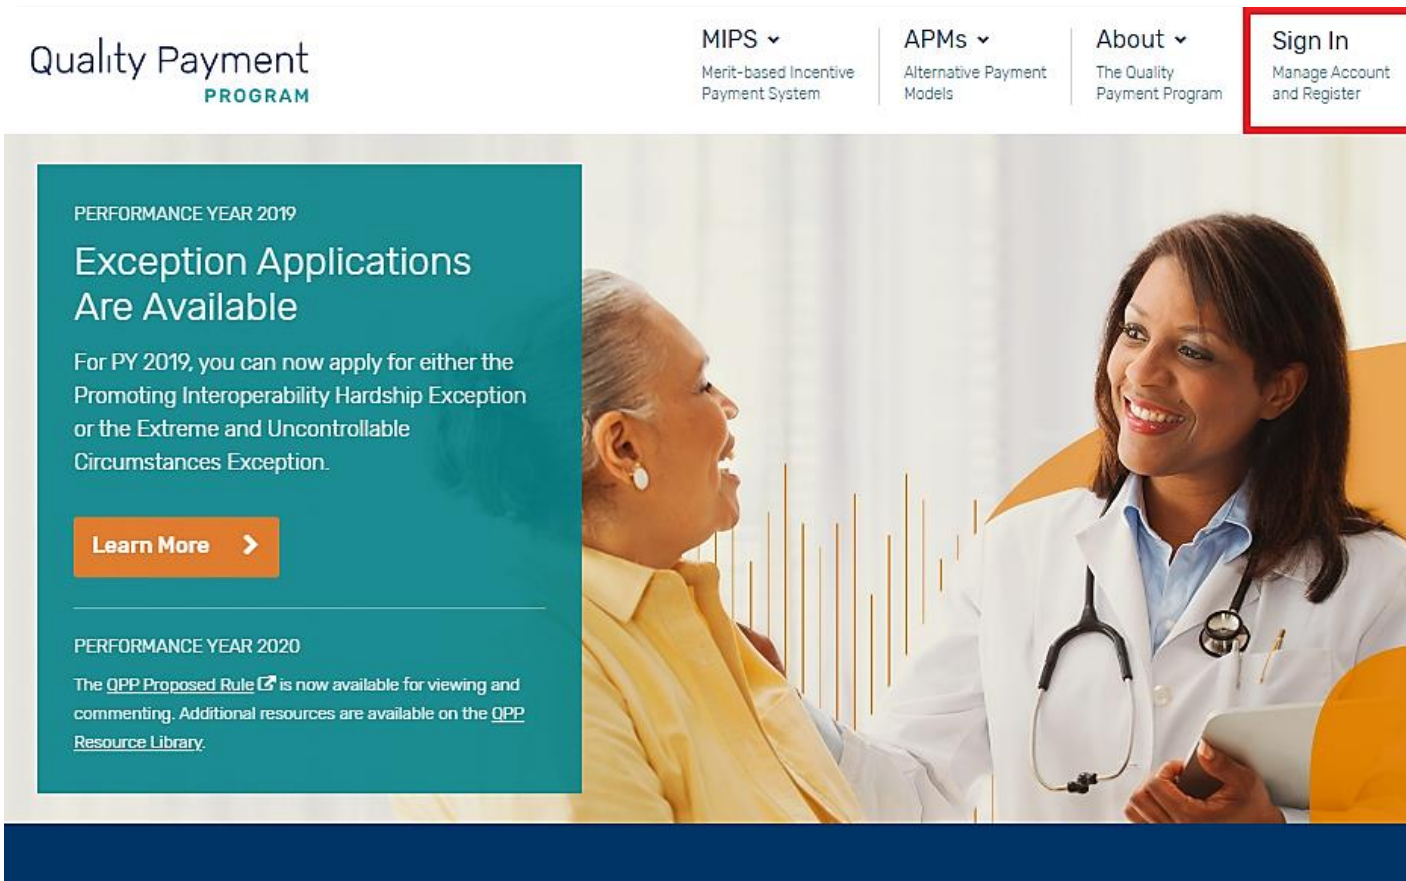 Quality Payment
PROGRAM
MIPS
Merit-based Incentive
Payment System
APMs
Alternative Payment
Models
About
The Quality
Payment Program
Sign In
Manage Account
and Register
PERFORMANCE YEAR 2019
Exception Applications
Are Available
For PY 2019, you can now apply for either the
Promoting Interoperability Hardship Exception
or the Extreme and Uncontrollable
Circumstances Exception.
Learn More
PERFORMANCE YEAR 2020
The QPP Proposed Rule is now available for viewing and
commenting. Additional resources are available on the QPP
Resource Library.